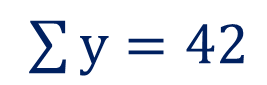 ∑ y = 42